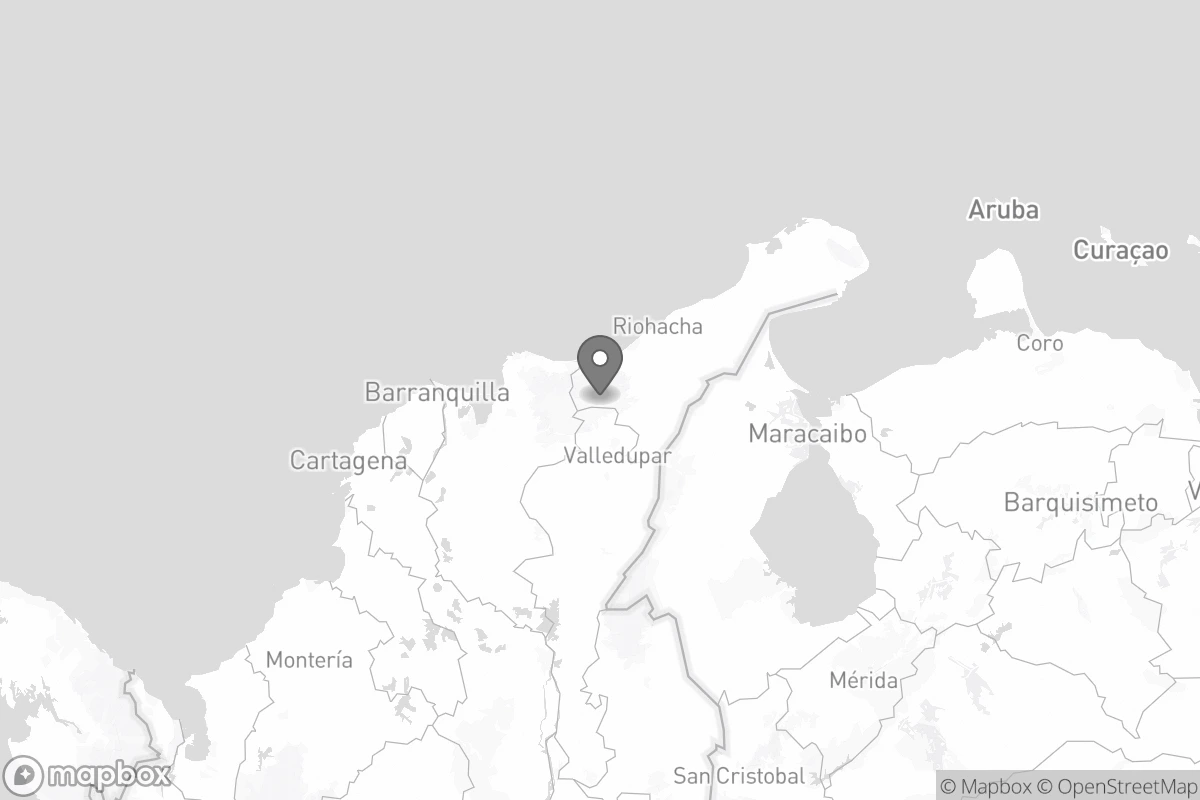 Aruba
Curaçao
Riohacha
Coro
Barranquilla
Maracaibo
Valledupar
Cartagena
Barquisimeto
V
Montería
Mérida
San Cristobal
mapbox
© Mapbox © OpenStreetMap